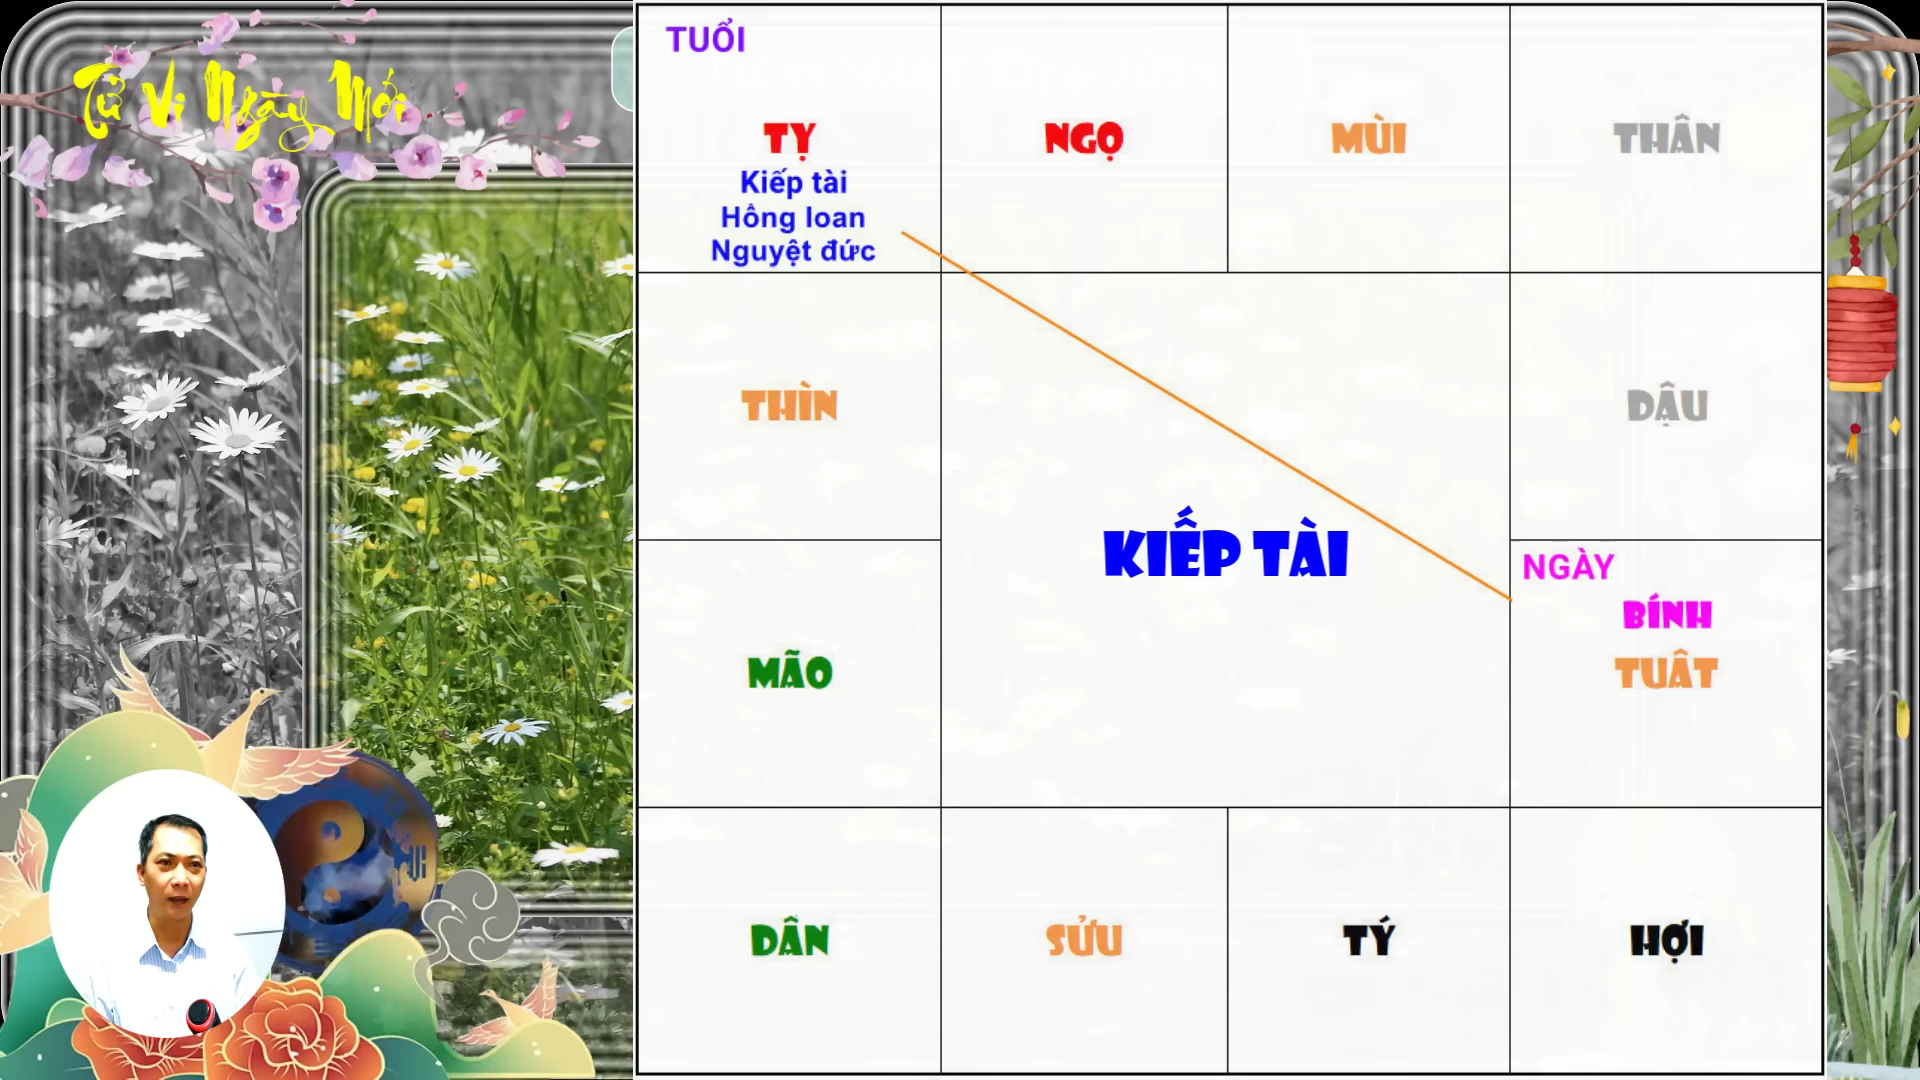 Tử Vi Ngày Mới
TUỔI
TỴ
Kiếp tài
Hồng loan
Nguyệt đức
NGỌ
MÙI
THÂN
THÌN
DẬU
KIẾP TÀI
MÃO
NGÀY
BÍNH
TUẤT
DẦN
SỬU
TÝ
HỢI